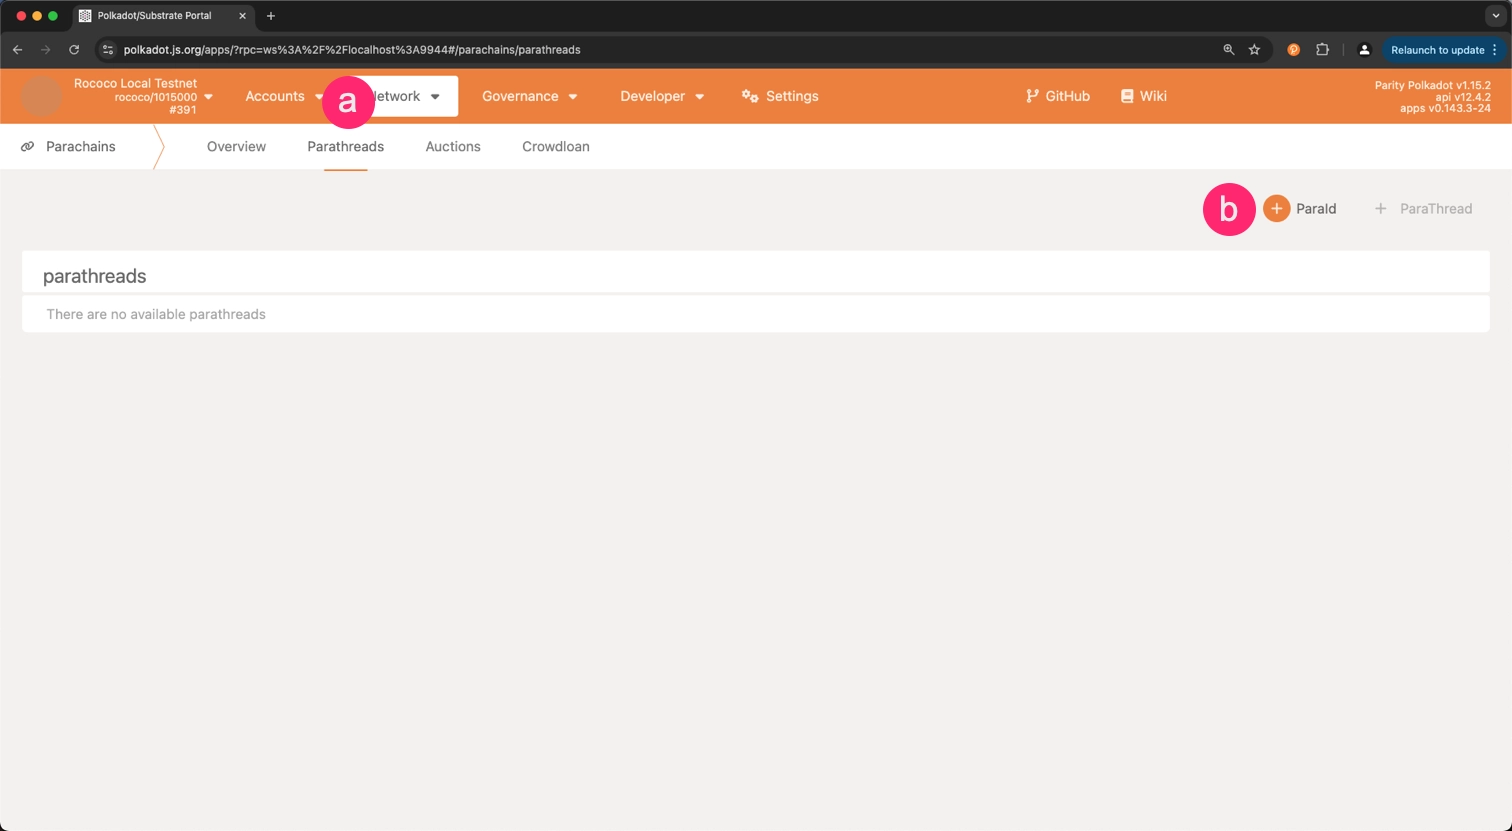 Polkadot/Substrate Portal
polkadot.js.org/apps/?rpc=ws%3A%2F%2Flocalhost%3A9944#/parachains/parathreads
Relaunch to update
Rococo Local Testnet
rococo/1015000
#391
Accounts
a
etwork
Governance
Developer
Settings
GitHub
Wiki
Parity Polkadot v1.15.2
api v12.4.2
apps v0.143.3-24
Parachains
Overview
Parathreads
Auctions
Crowdloan
b
+ ParaId
+ ParaThread
parathreads
There are no available parathreads